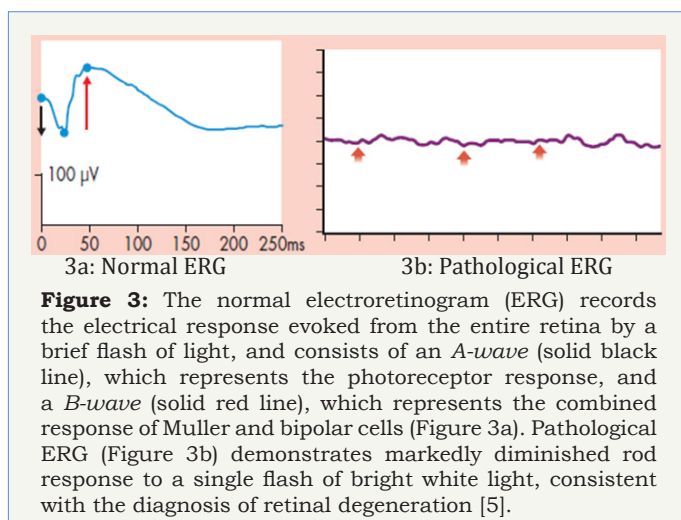 100 µV
0 50 100 150 200 250ms
3a: Normal ERG
3b: Pathological ERG
Figure 3: The normal electroretinogram (ERG) records
the electrical response evoked from the entire retina by a
brief flash of light, and consists of an A-wave (solid black
line), which represents the photoreceptor response, and
a B-wave (solid red line), which represents the combined
response of Muller and bipolar cells (Figure 3a). Pathological
ERG (Figure 3b) demonstrates markedly diminished rod
response to a single flash of bright white light, consistent
with the diagnosis of retinal degeneration [5].